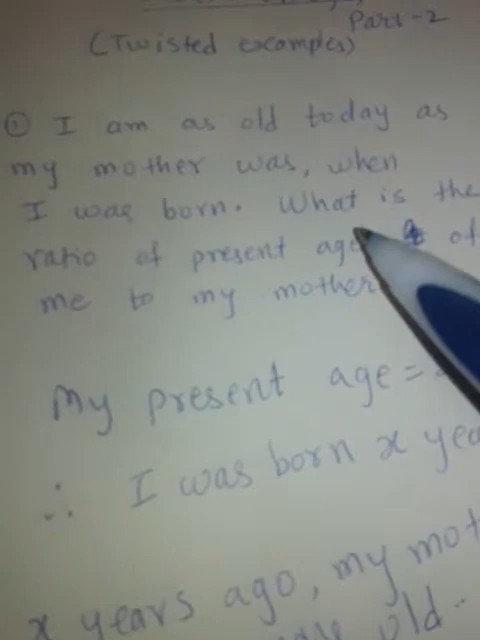 Part-2
(Twisted examples)
① I am as old today as
my mother was, when
I was born. What is the
ratio of present age of
me to my mother
My present age =
∴ I was born x yea
x years ago, my mot
old